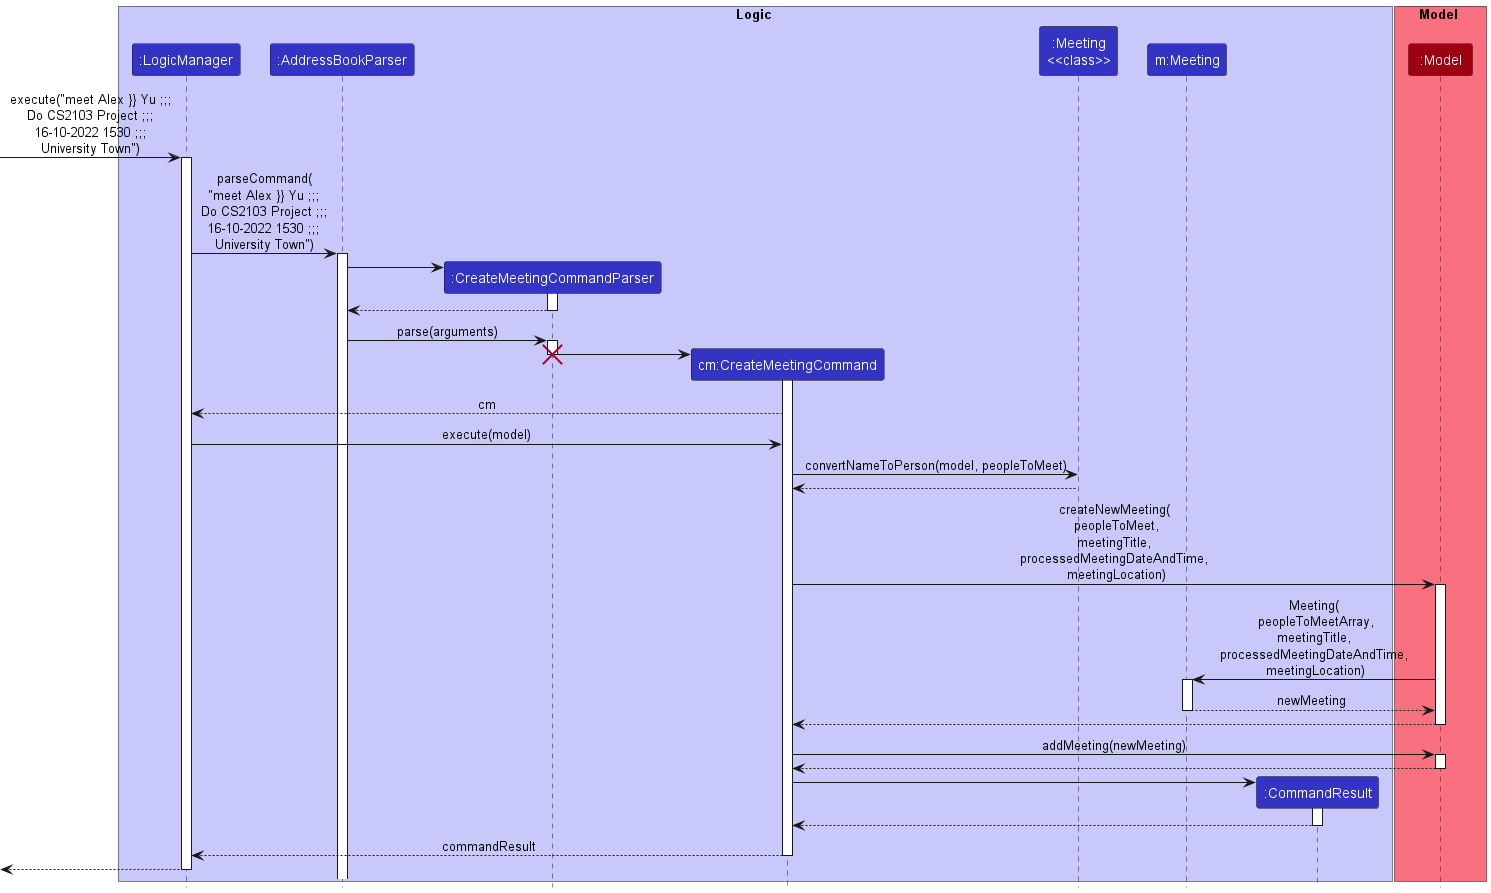 Logic
Model
:LogicManager
:AddressBookParser
:Meeting
<<class>>
m:Meeting
:Model
execute("meet Alex }} Yu ;;;
Do CS2103 Project ;;;
16-10-2022 1530 ;;;
University Town")
parseCommand(
"meet Alex }} Yu ;;;
Do CS2103 Project ;;;
16-10-2022 1530 ;;;
University Town")
:CreateMeetingCommandParser
parse(arguments)
cm:CreateMeetingCommand
cm
execute(model)
convertNameToPerson(model, peopleToMeet)
createNewMeeting(
peopleToMeet,
meetingTitle,
processedMeetingDateAndTime,
meetingLocation)
Meeting(
peopleToMeetArray,
meetingTitle,
processedMeetingDateAndTime,
meetingLocation)
newMeeting
addMeeting(newMeeting)
:CommandResult
commandResult